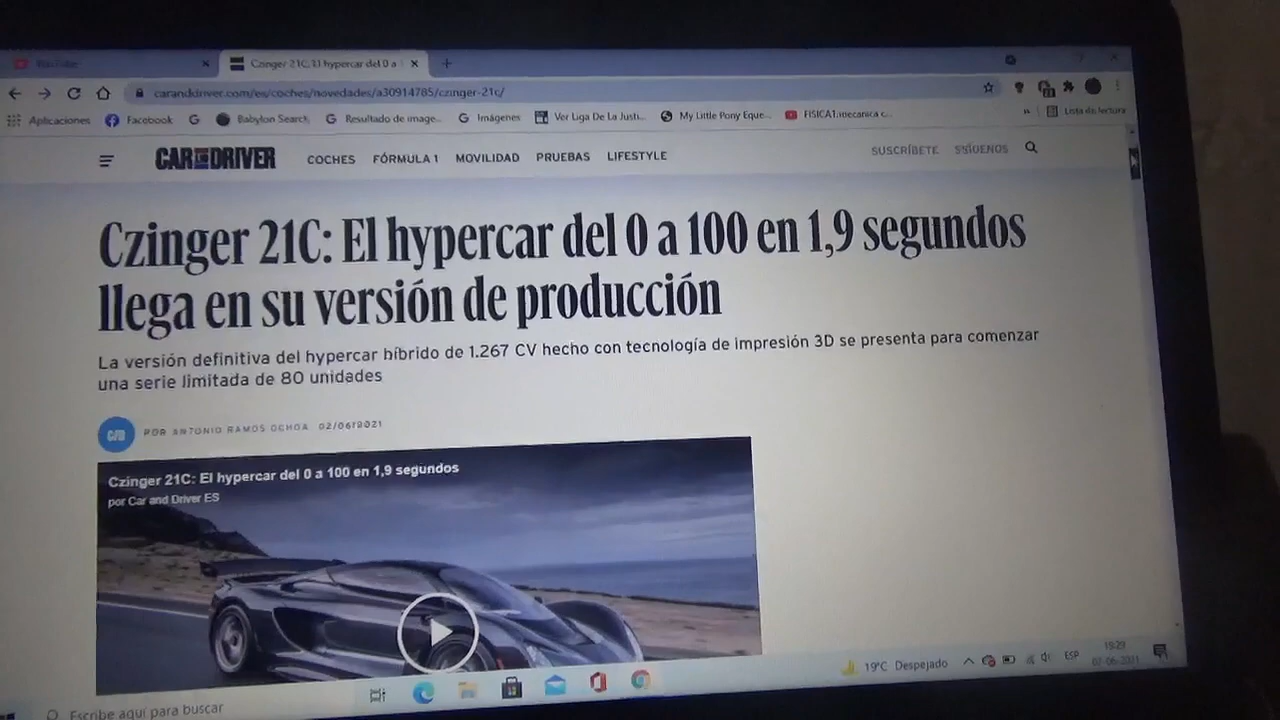 YouTube
Czinger 21C: El hypercar del 0 a
carandriver.com/es/coches/novedades/a30914785/czinger-21c/
Aplicaciones Facebook Babylon Search Resultado de image... Imágenes Ver Liga De La Justi... My Little Pony Eque... FISICA1:mecanica c... Lista de lectura
CAR AND DRIVER COCHES FÓRMULA 1 MOVILIDAD PRUEBAS LIFESTYLE SUSCRÍBETE SSÍGUENOS
Czinger 21C: El hypercar del 0 a 100 en 1,9 segundos
llega en su versión de producción
La versión definitiva del hypercar híbrido de 1.267 CV hecho con tecnología de impresión 3D se presenta para comenzar
una serie limitada de 80 unidades
C/D POR ANTONIO RAMOS OCHOA 02/06/2021
Czinger 21C: El hypercar del 0 a 100 en 1,9 segundos
por Car and Driver ES
19°C Despejado ESP 19:29
07-06-2021
Escribe aquí para buscar